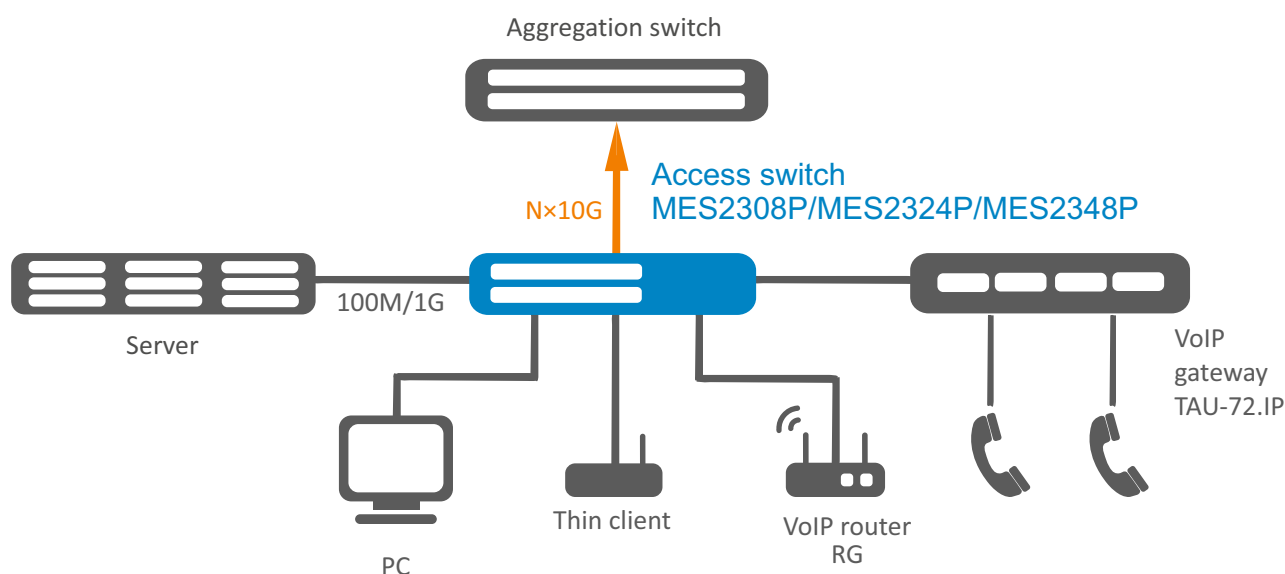 Aggregation switch
Access switch
MES2308P/MES2324P/MES2348P
N×10G
100M/1G
Server
VoIP
gateway
TAU-72.IP
Thin client
VoIP router
RG
PC